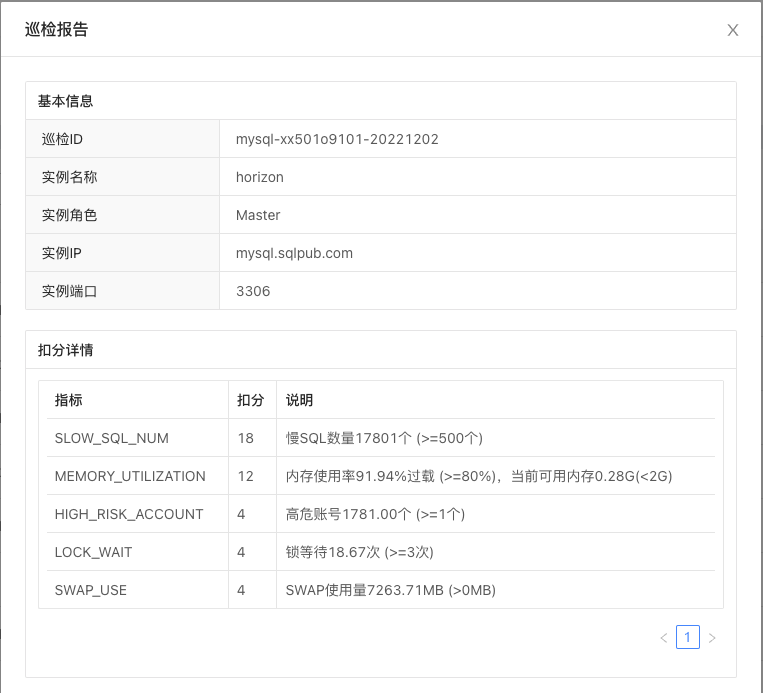 巡检报告
基本信息
巡检ID mysql-xx501o9101-20221202
实例名称 horizon
实例角色 Master
实例IP mysql.sqlpub.com
实例端口 3306
扣分详情
指标 扣分 说明
SLOW_SQL_NUM 18 慢SQL数量17801个 (>=500个)
MEMORY_UTILIZATION 12 内存使用率91.94%过载 (>=80%)，当前可用内存0.28G(<2G)
HIGH_RISK_ACCOUNT 4 高危账号1781.00个 (>=1个)
LOCK_WAIT 4 锁等待18.67次 (>=3次)
SWAP_USE 4 SWAP使用量7263.71MB (>0MB)
1